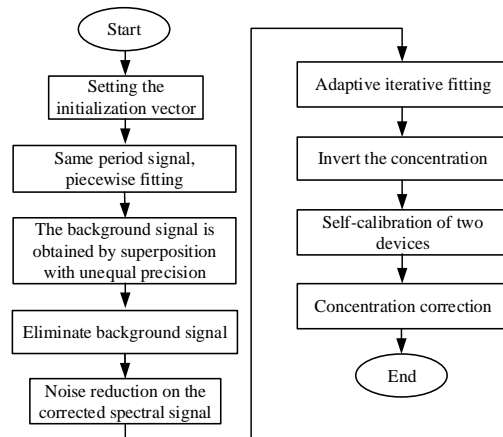 Start
Setting the
initialization vector
Same period signal,
piecewise fitting
The background signal is
obtained by superposition
with unequal precision
Eliminate background signal
Noise reduction on the
corrected spectral signal
Adaptive iterative fitting
Invert the concentration
Self-calibration of two
devices
Concentration correction
End